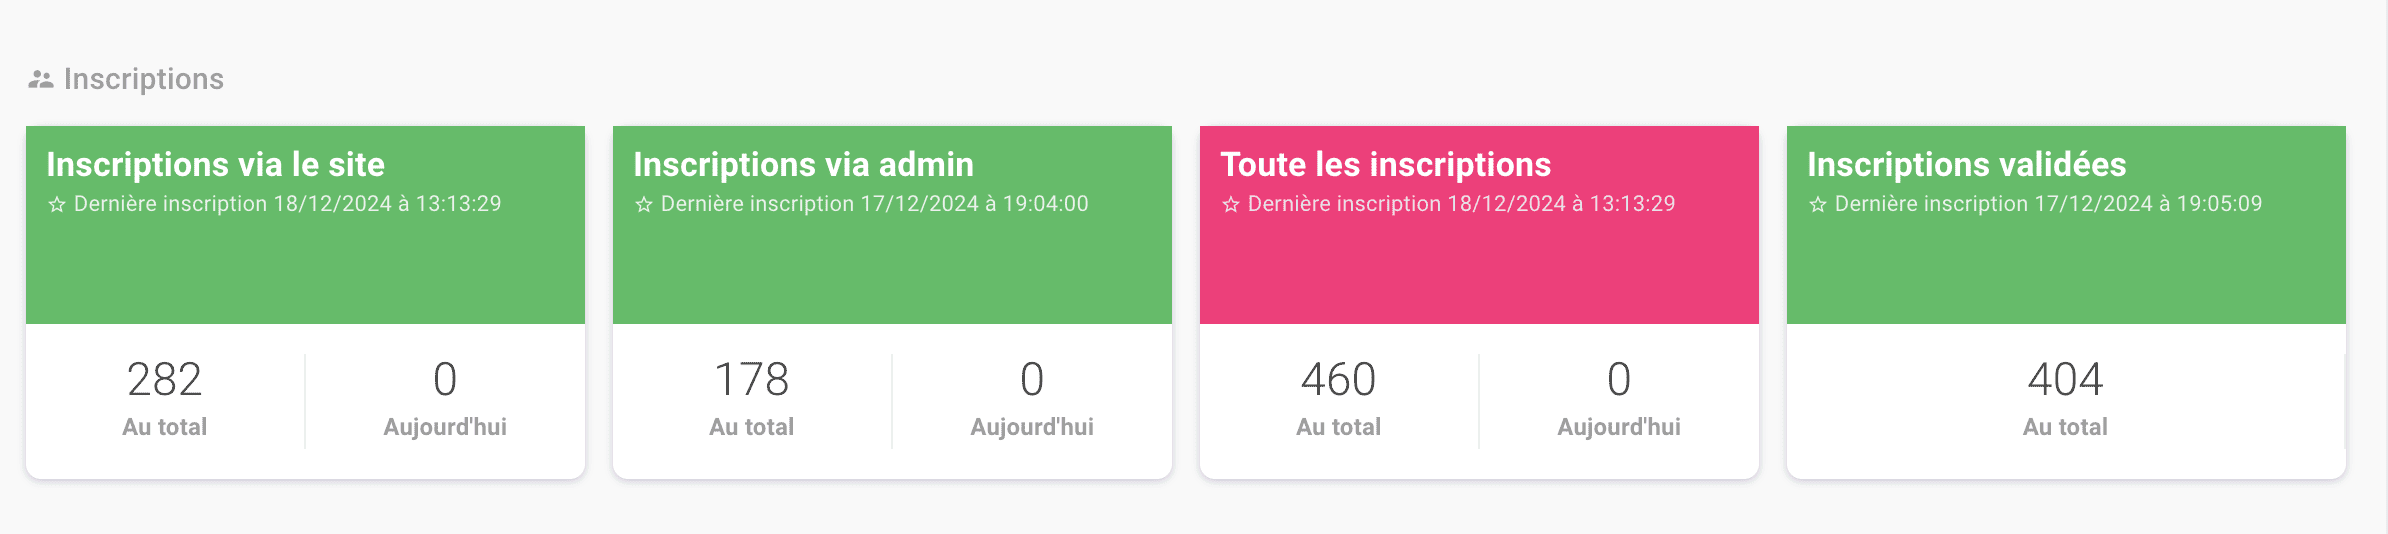 Inscriptions
Inscriptions via le site
Dernière inscription 18/12/2024 à 13:13:29
282
Au total
0
Aujourd'hui
Inscriptions via admin
Dernière inscription 17/12/2024 à 19:04:00
178
Au total
0
Aujourd'hui
Toute les inscriptions
Dernière inscription 18/12/2024 à 13:13:29
460
Au total
0
Aujourd'hui
Inscriptions validées
Dernière inscription 17/12/2024 à 19:05:09
404
Au total